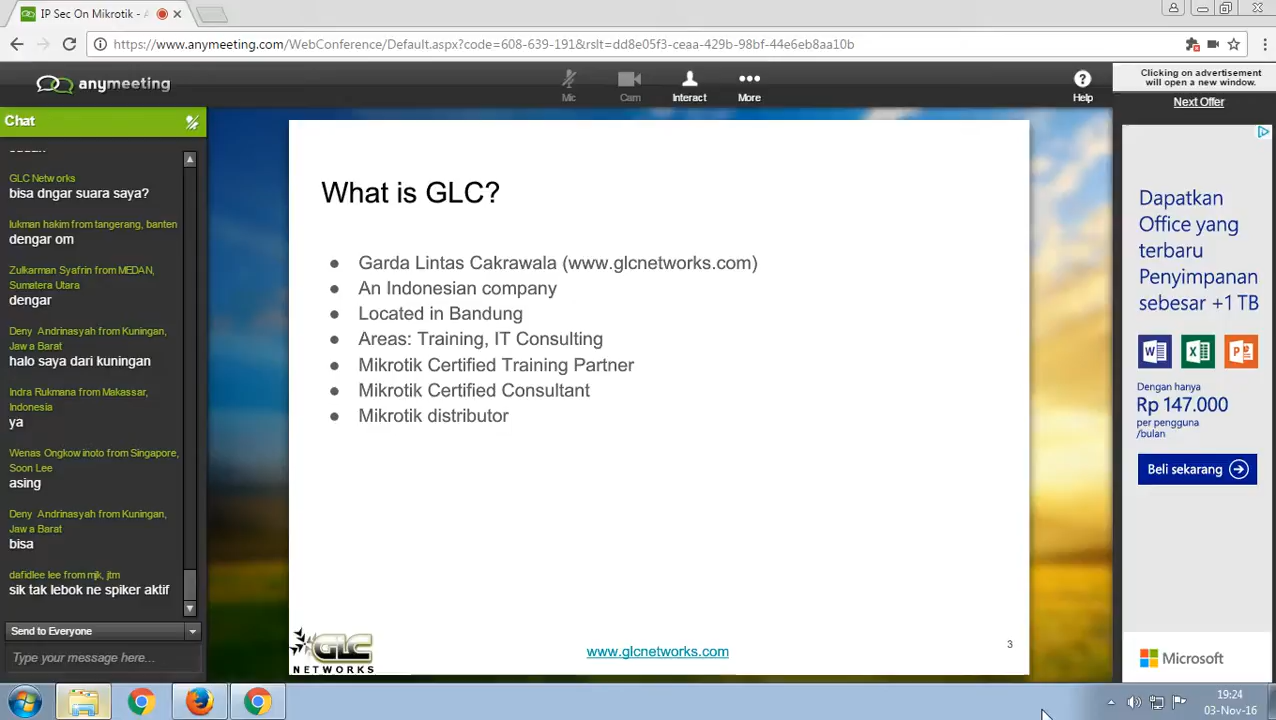 IP Sec On Mikrotik - A
https://www.anymeeting.com/WebConference/Default.aspx?code=608-639-191&rslt=dd8e05f3-ceaa-429b-98bf-44e6eb8aa10b
anymeeting
Mic
Cam
Interact
More
Help
Clicking on advertisement
will open a new window.
Next Offer
Chat
GLC Networks
bisa dngar suara saya?
lukman hakim from tangerang, banten
dengar om
Zulkarman Syafrin from MEDAN,
Sumatera Utara
dengar
Deny Andrinasyah from Kuningan,
Jawa Barat
halo saya dari kuningan
Indra Rukmana from Makassar,
Indonesia
ya
Wenas Ongkowinoto from Singapore,
Soon Lee
asing
Deny Andrinasyah from Kuningan,
Jawa Barat
bisa
dafidlee lee from mjk, jtm
sik tak lebok ne spiker aktif
Send to Everyone
Type your message here...
What is GLC?
● Garda Lintas Cakrawala (www.glcnetworks.com)
● An Indonesian company
● Located in Bandung
● Areas: Training, IT Consulting
● Mikrotik Certified Training Partner
● Mikrotik Certified Consultant
● Mikrotik distributor
GLC
NETWORKS
www.glcnetworks.com
3
Dapatkan
Office yang
terbaru
Penyimpanan
sebesar +1 TB
Dengan hanya
Rp 147.000
per pengguna
/bulan
Beli sekarang
Microsoft
19:24
03-Nov-16